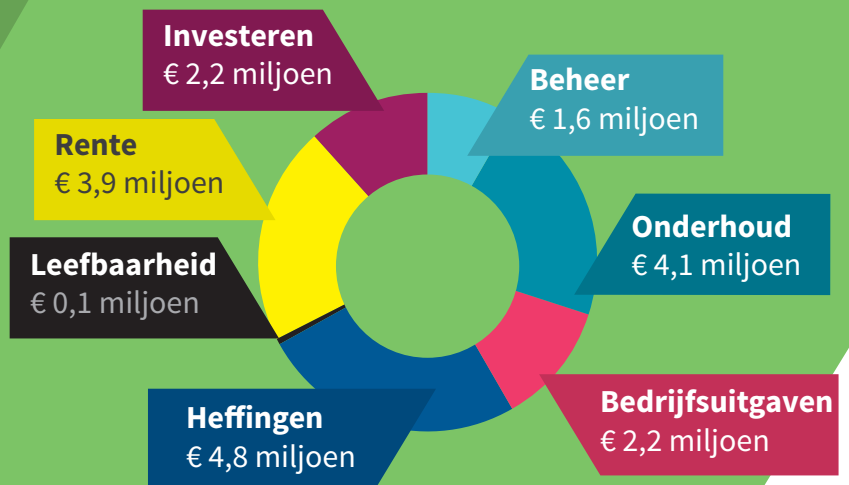 Investeren
€ 2,2 miljoen
Beheer
€ 1,6 miljoen
Rente
€ 3,9 miljoen
Onderhoud
€ 4,1 miljoen
Leefbaarheid
€ 0,1 miljoen
Heffingen
€ 4,8 miljoen
Bedrijfsuitgaven
€ 2,2 miljoen